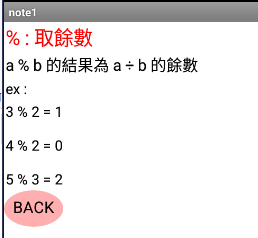 note1
% : 取餘數
a % b 的結果為 a ÷ b 的餘數
ex :
3 % 2 = 1
4 % 2 = 0
5 % 3 = 2
BACK